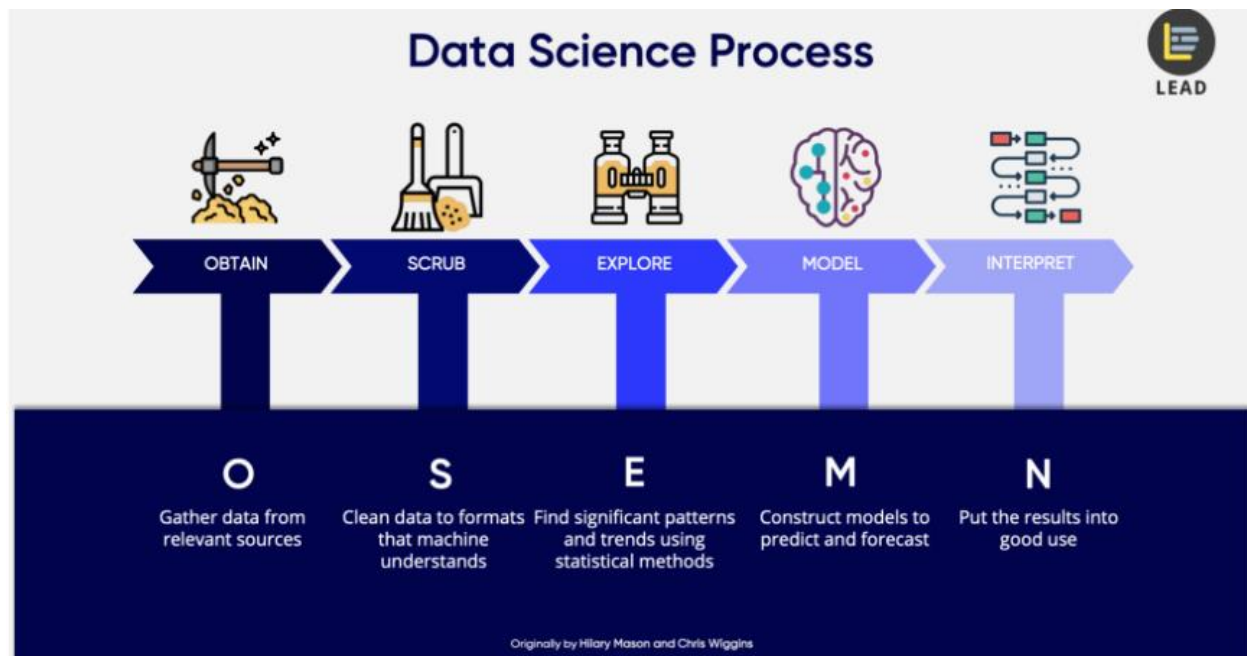 Data Science Process
LEAD
OBTAIN
SCRUB
EXPLORE
MODEL
INTERPRET
O
Gather data from
relevant sources
S
Clean data to formats
that machine
understands
E
Find significant patterns
and trends using
statistical methods
M
Construct models to
predict and forecast
N
Put the results into
good use
Originally by Hilary Mason and Chris Wiggins